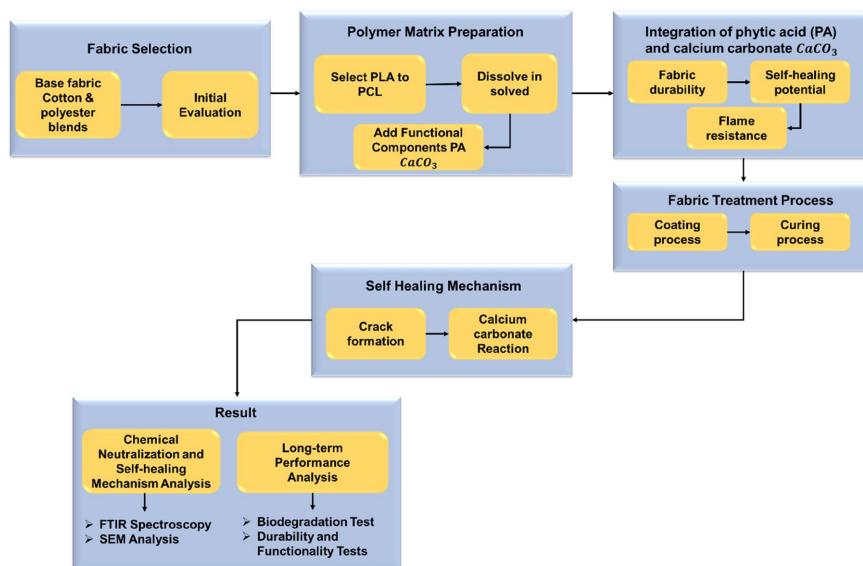 Fabric Selection
Base fabric
Cotton &
polyester
blends
Initial
Evaluation
Polymer Matrix Preparation
Select PLA to
PCL
Dissolve in
solved
Add Functional
Components PA
CaCO₃
Integration of phytic acid (PA)
and calcium carbonate CaCO₃
Fabric
durability
Self-healing
potential
Flame
resistance
Fabric Treatment Process
Coating
process
Curing
process
Self Healing Mechanism
Crack
formation
Calcium
carbonate
Reaction
Result
Chemical
Neutralization and
Self-healing
Mechanism Analysis
➢ FTIR Spectroscopy
➢ SEM Analysis
Long-term
Performance
Analysis
➢ Biodegradation Test
➢ Durability and
Functionality Tests